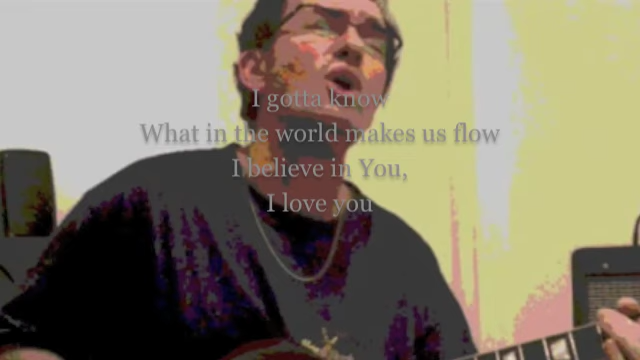 I gotta know
What in the world makes us flow
I believe in You,
I love you